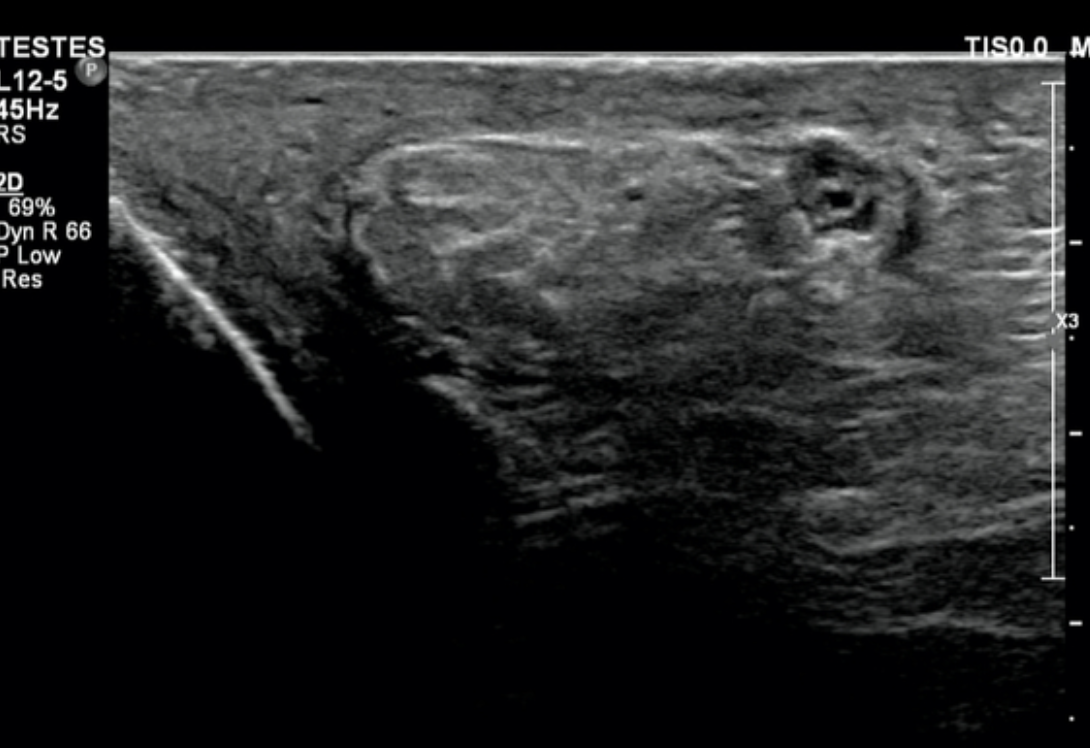 TESTES
TIS0.0 M
P
L12-5
45Hz
RS
2D
69%
Dyn R 66
P Low
Res
X3